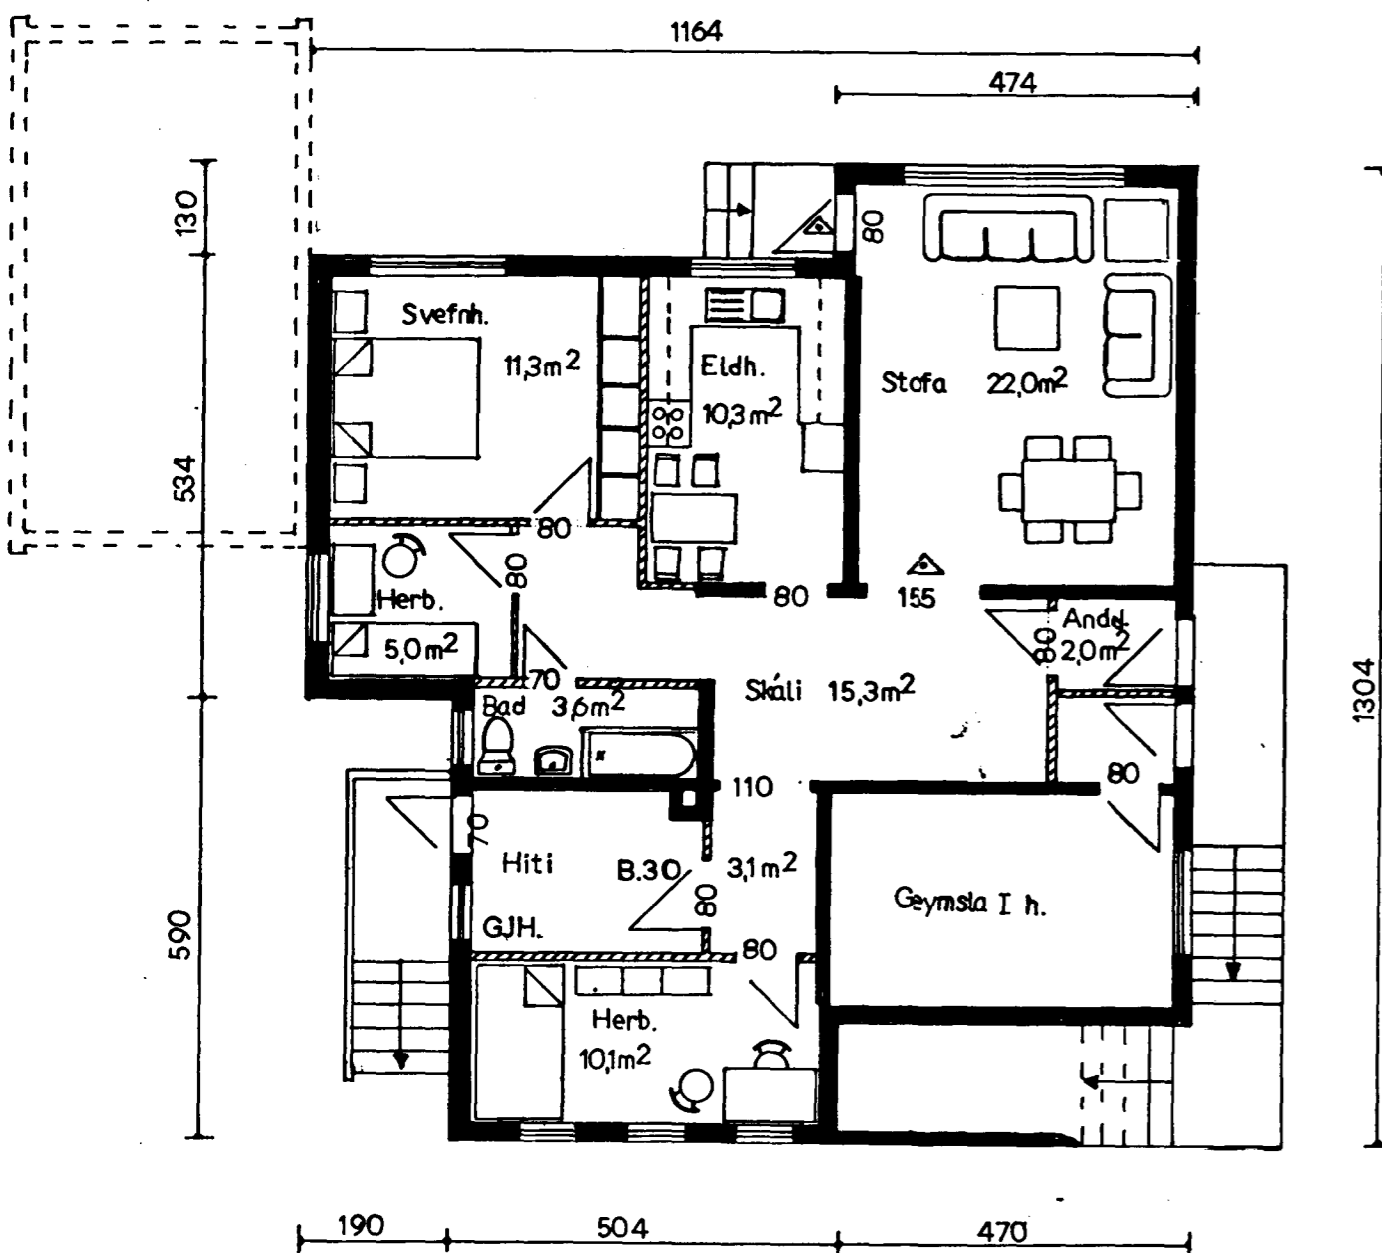 1164
474
130
80
Svefnh.
11,3m2
Eldh.
10,3m2
Stofa 22,0m2
534
80
80
80
155
Herb.
5,0m2
Andd.
2,0m2
80
70
Bad 3,6m2
Skáli 15,3m2
1304
110
80
70
Hiti
B.30
3,1m2
80
Geymsla I h.
GJH.
80
590
Herb.
10,1m2
190
504
470